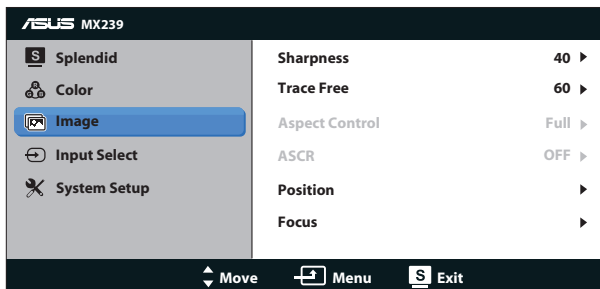 ASUS MX239
S Splendid
Color
Image
Input Select
System Setup
Sharpness 40
Trace Free 60
Aspect Control Full
ASCR OFF
Position
Focus
Move Menu S Exit